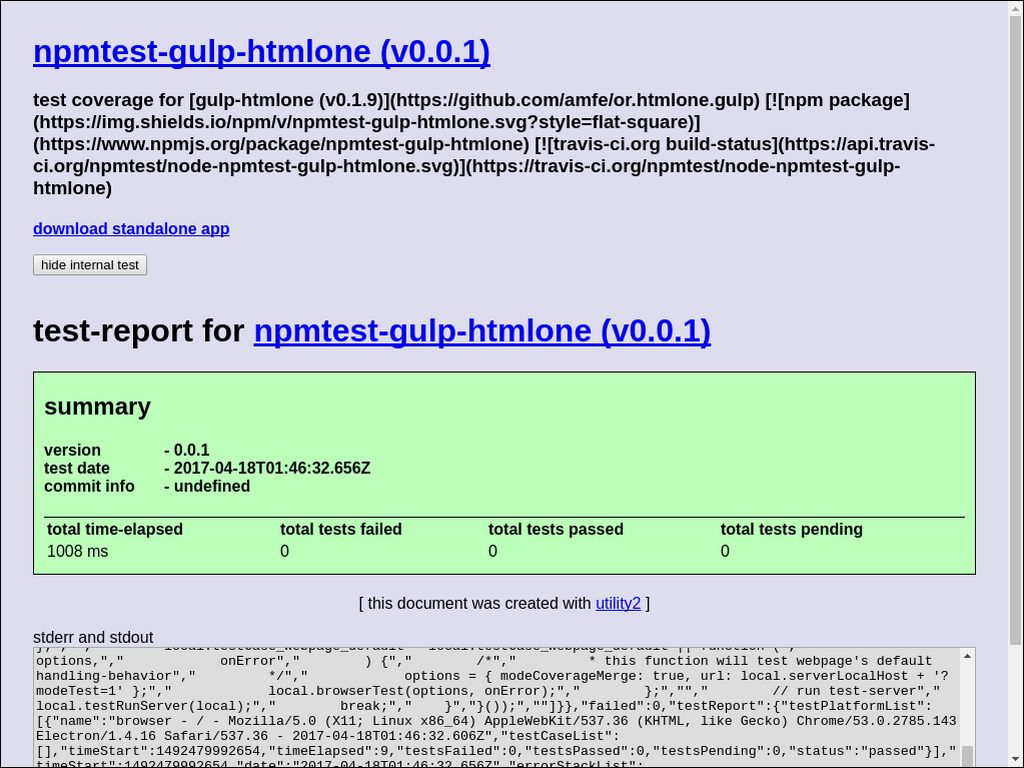 npmtest-gulp-htmlone (v0.0.1)
test coverage for [gulp-htmlone (v0.1.9)](https://github.com/amfe/or.htmlone.gulp) [![npm package]
(https://img.shields.io/npm/v/npmtest-gulp-htmlone.svg?style=flat-square)]
(https://www.npmjs.org/package/npmtest-gulp-htmlone) [![travis-ci.org build-status](https://api.travis-
ci.org/npmtest/node-npmtest-gulp-htmlone.svg)](https://travis-ci.org/npmtest/node-npmtest-gulp-
htmlone)
download standalone app
hide internal test
test-report for npmtest-gulp-htmlone (v0.0.1)
summary
version - 0.0.1
test date - 2017-04-18T01:46:32.656Z
commit info - undefined
total time-elapsed total tests failed total tests passed total tests pending
1008 ms 0 0 0
[ this document was created with utility2 ]
stderr and stdout
options,"," onError"," ) {"," /*"," * this function will test webpage's default
handling-behavior"," */"," options = { modeCoverageMerge: true, url: local.serverLocalHost + '?
modeTest=1' };"," local.browserTest(options, onError);"," };",""," // run test-server","
local.testRunServer(local);"," break;"," }","}());",""]}},"failed":0,"testReport":{"testPlatformList":
[{"name":"browser - / - Mozilla/5.0 (X11; Linux x86_64) AppleWebKit/537.36 (KHTML, like Gecko) Chrome/53.0.2785.143
Electron/1.4.16 Safari/537.36 - 2017-04-18T01:46:32.606Z","testCaseList":
[],"timeStart":1492479992654,"timeElapsed":9,"testsFailed":0,"testsPassed":0,"testsPending":0,"status":"passed"}],"
timeStart":1492479992654,"date":"2017-04-18T01:46:32.656Z","errorStackList":